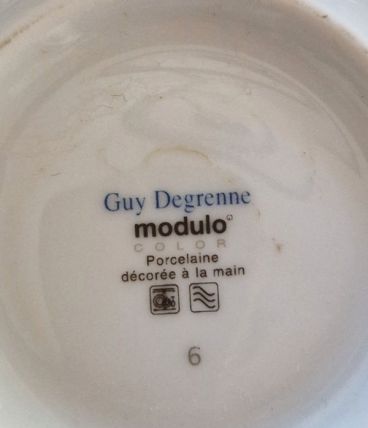 Guy Degrenne
modulo
COLOR
Porcelaine
décorée à la main
6